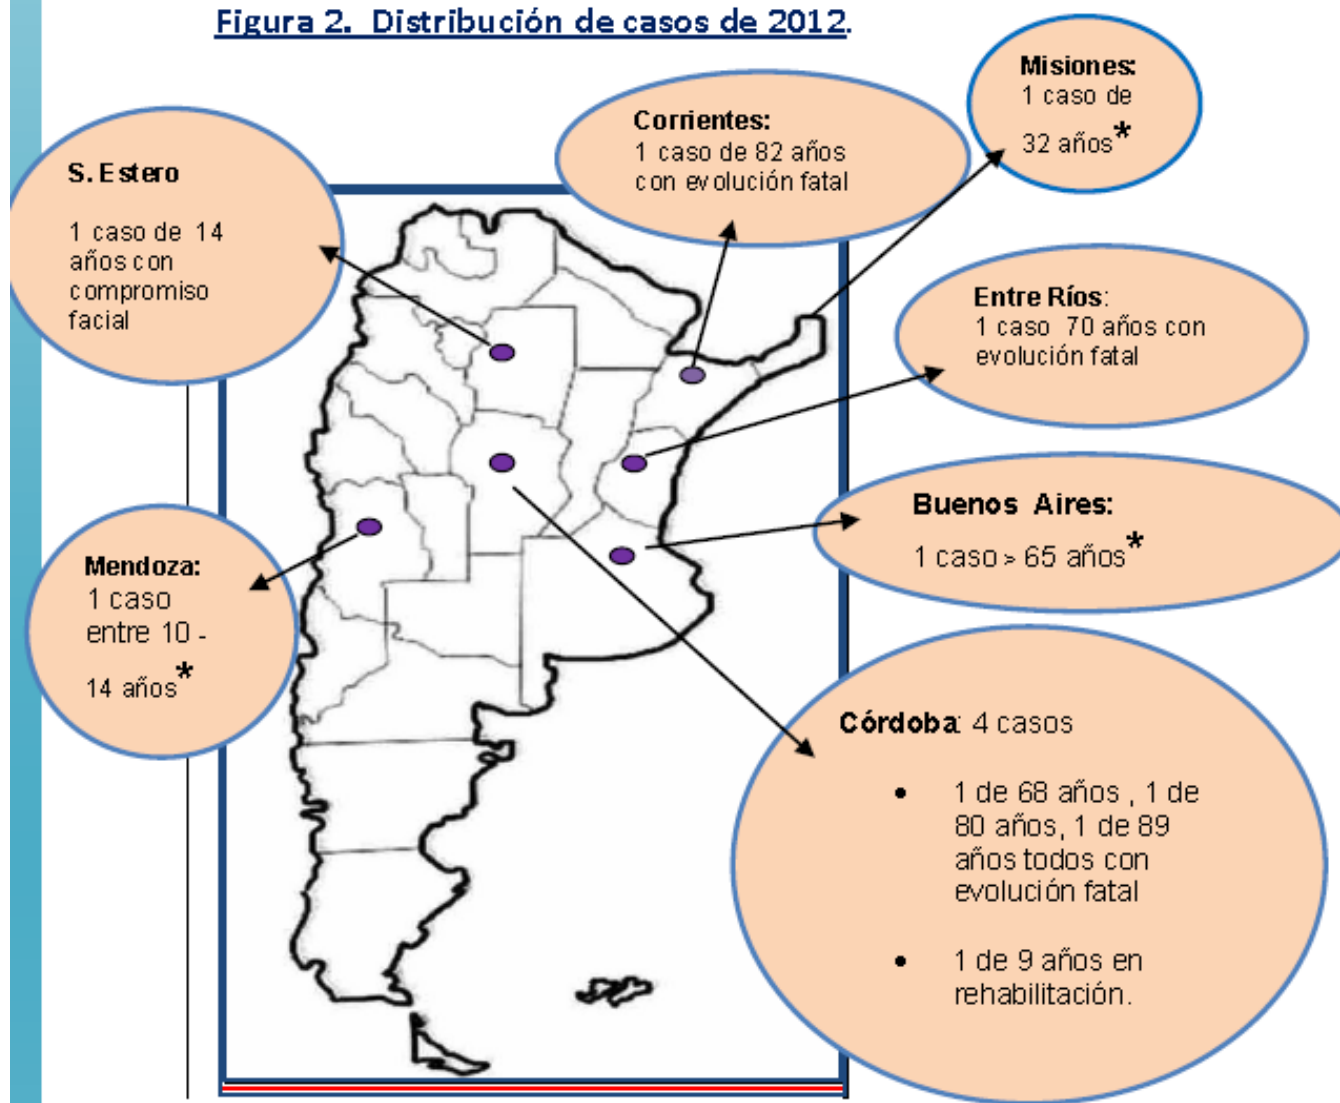 Figura 2. Distribución de casos de 2012.
Misiones:
1 caso de
32 años*
Corrientes:
1 caso de 82 años
con evolución fatal
S. Estero
1 caso de 14
años con
compromiso
facial
Entre Ríos:
1 caso 70 años con
evolución fatal
Buenos Aires:
1 caso > 65 años*
Mendoza:
1 caso
entre 10 -
14 años*
Córdoba: 4 casos
• 1 de 68 años , 1 de
80 años, 1 de 89
años todos con
evolución fatal
• 1 de 9 años en
rehabilitación.